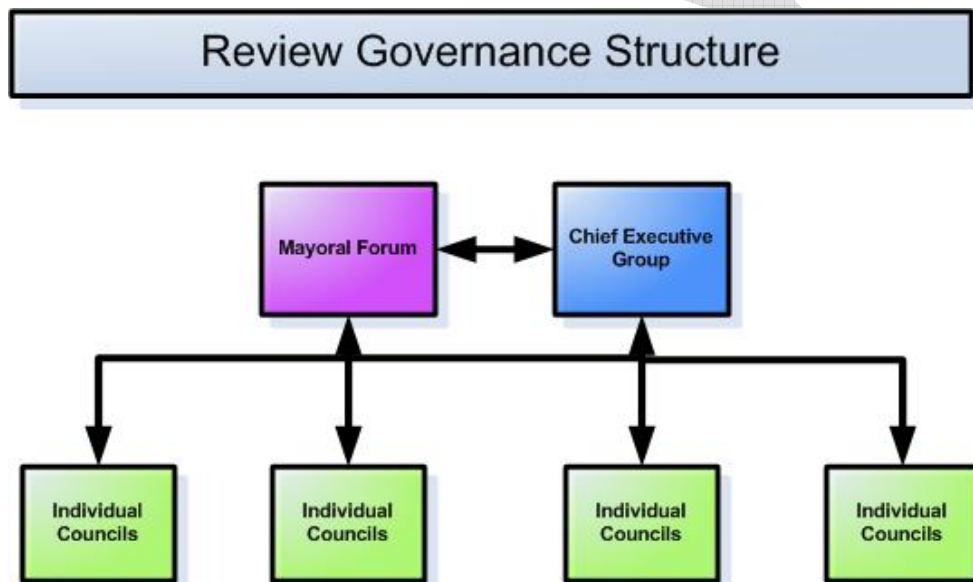 Review Governance Structure
Mayoral Forum
Chief Executive
Group
Individual
Councils
Individual
Councils
Individual
Councils
Individual
Councils